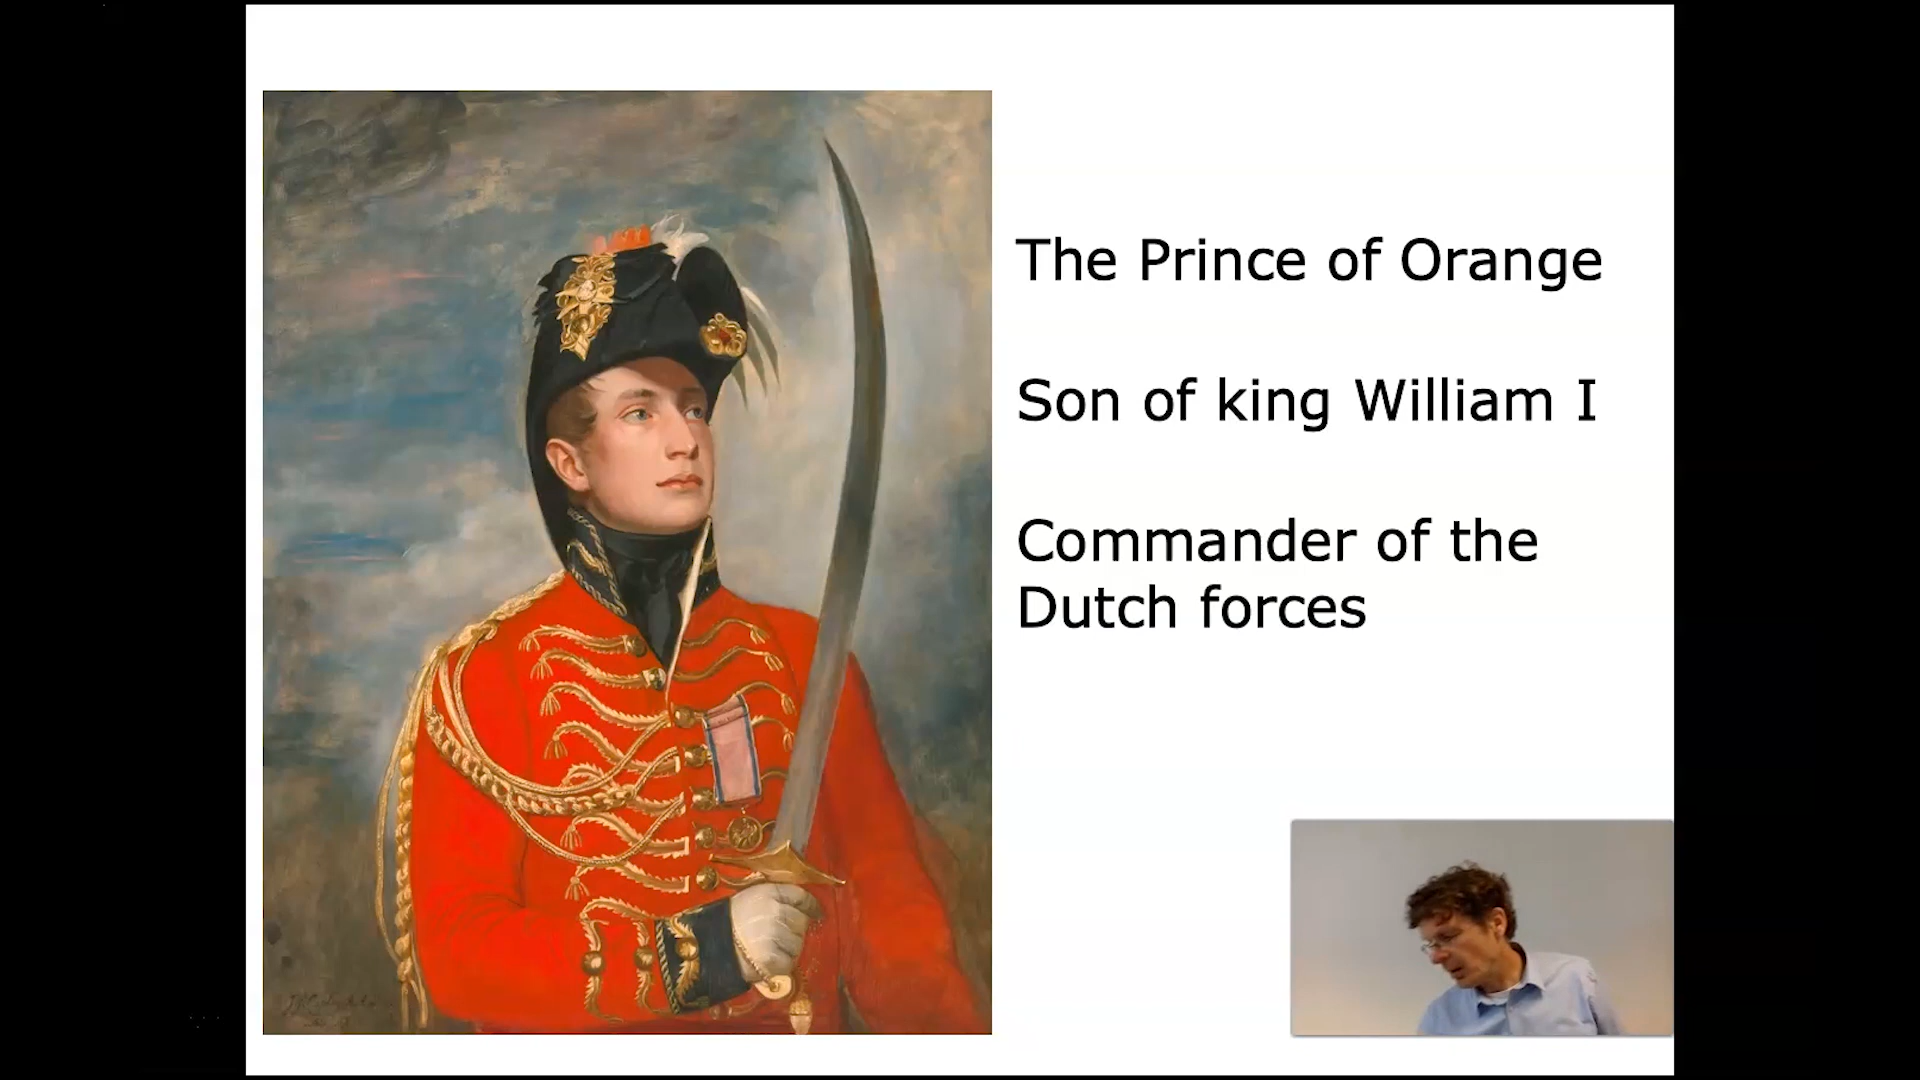 The Prince of Orange
Son of king William I
Commander of the
Dutch forces